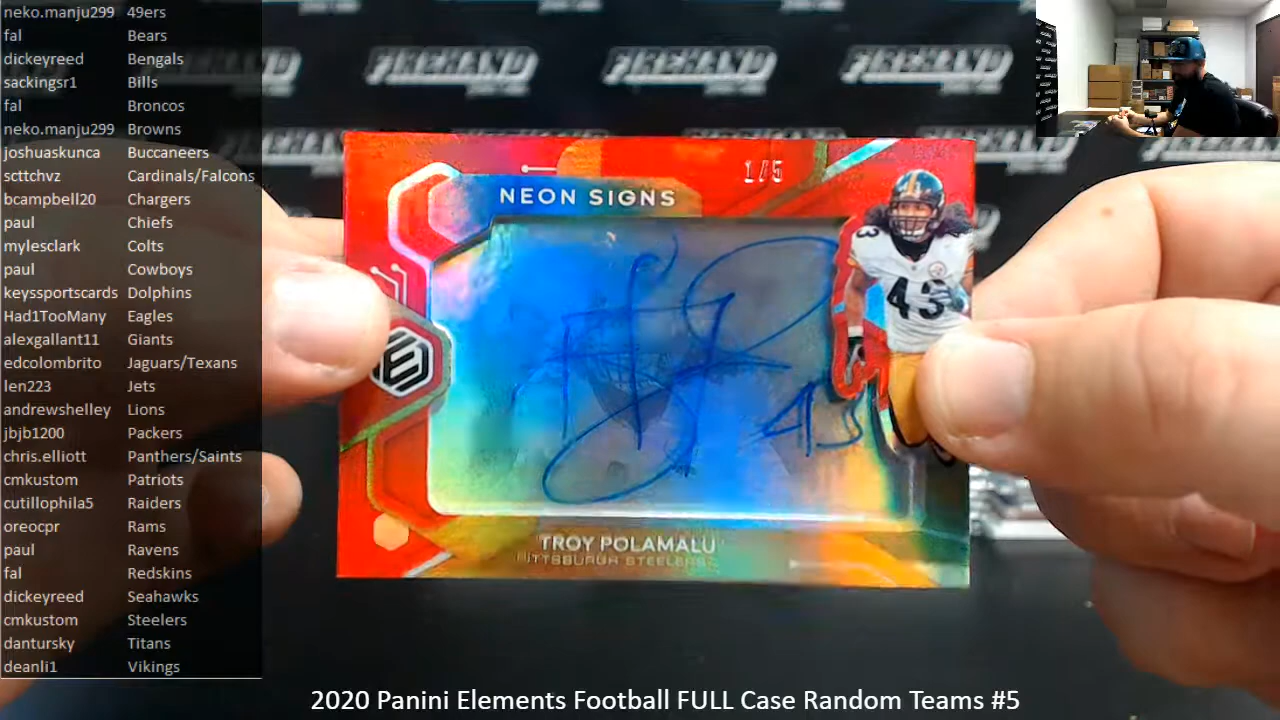 neko.manju299 49ers
fal Bears
dickeyreed Bengals
sackingsr1 Bills
fal Broncos
neko.manju299 Browns
joshuaskunca Buccaneers
scttchvz Cardinals/Falcons
bcampbell20 Chargers
paul Chiefs
mylesclark Colts
paul Cowboys
keyssportscards Dolphins
Had1TooMany Eagles
alexgallant11 Giants
edcolombrito Jaguars/Texans
len223 Jets
andrewshelley Lions
jbjb1200 Packers
chris.elliott Panthers/Saints
cmkustom Patriots
cutillophila5 Raiders
oreocpr Rams
paul Ravens
fal Redskins
dickeyreed Seahawks
cmkustom Steelers
dantursky Titans
deanli1 Vikings
FIREHAND FIREHAND FIREHAND
1/5
NEON SIGNS
43
43
E
TROY POLAMALU
PITTSBURGH STEELERS
2020 Panini Elements Football FULL Case Random Teams #5